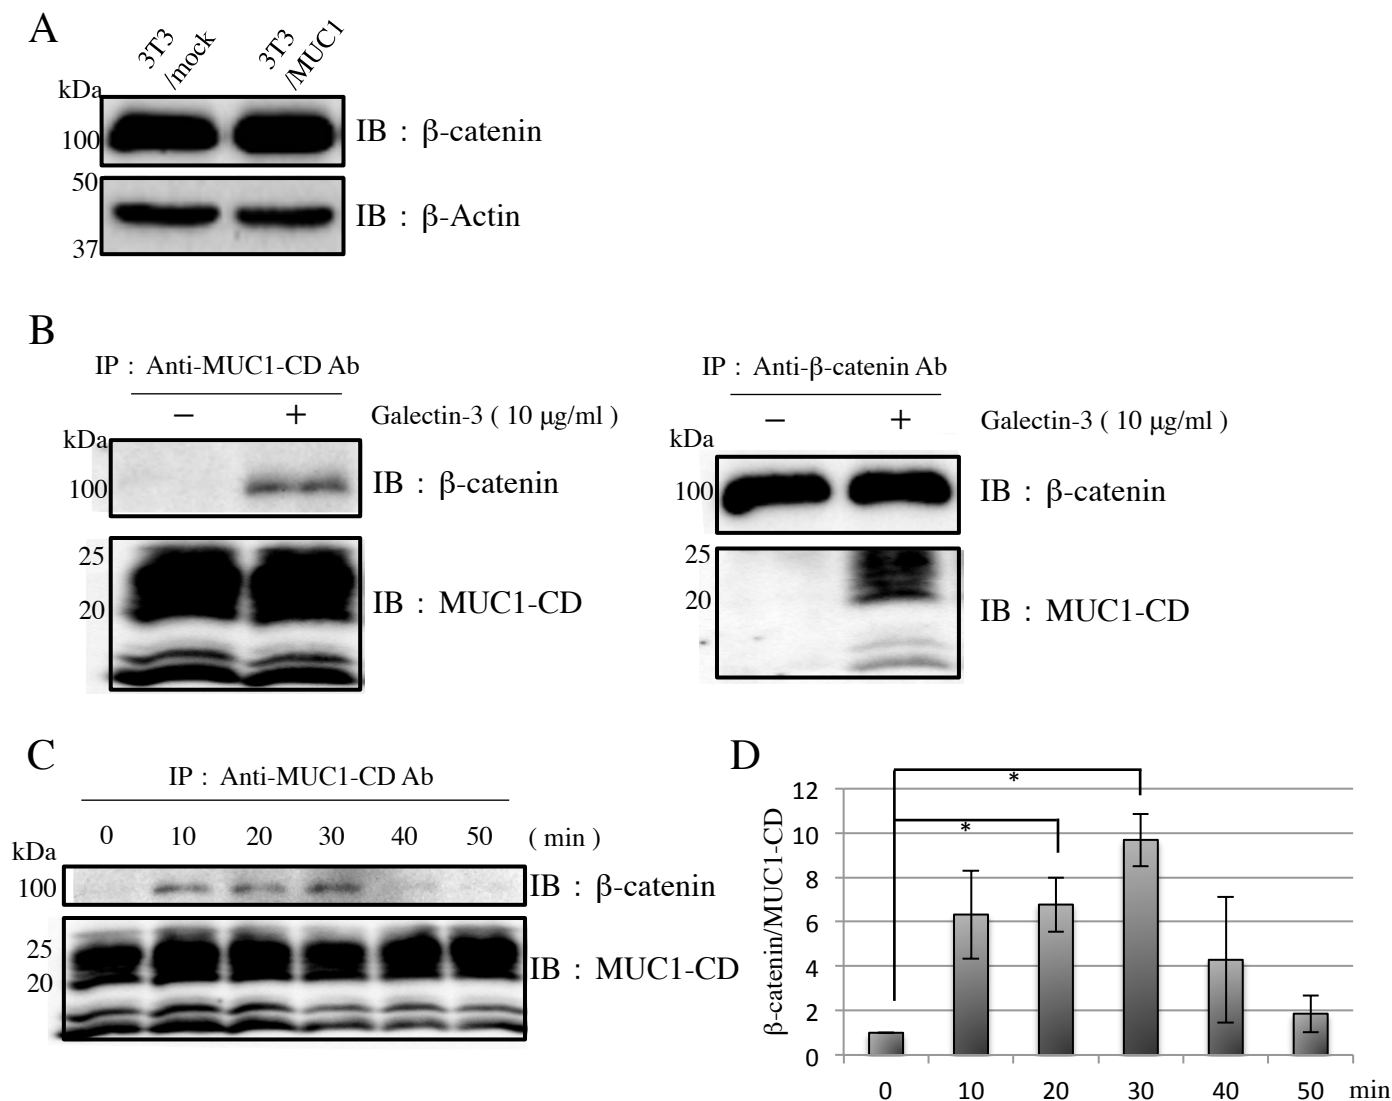 A
3T3
/mock
3T3
/MUC1
kDa
100
IB : β-catenin
50
37
IB : β-Actin
B
IP : Anti-MUC1-CD Ab
− + Galectin-3 ( 10 μg/ml )
kDa
100
IB : β-catenin
25
20
IB : MUC1-CD
IP : Anti-β-catenin Ab
− + Galectin-3 ( 10 μg/ml )
kDa
100
IB : β-catenin
25
20
IB : MUC1-CD
C
IP : Anti-MUC1-CD Ab
0 10 20 30 40 50 ( min )
kDa
100
IB : β-catenin
25
20
IB : MUC1-CD
D
β-catenin/MUC1-CD
12
10
8
6
4
2
0
*
*
0 10 20 30 40 50 min